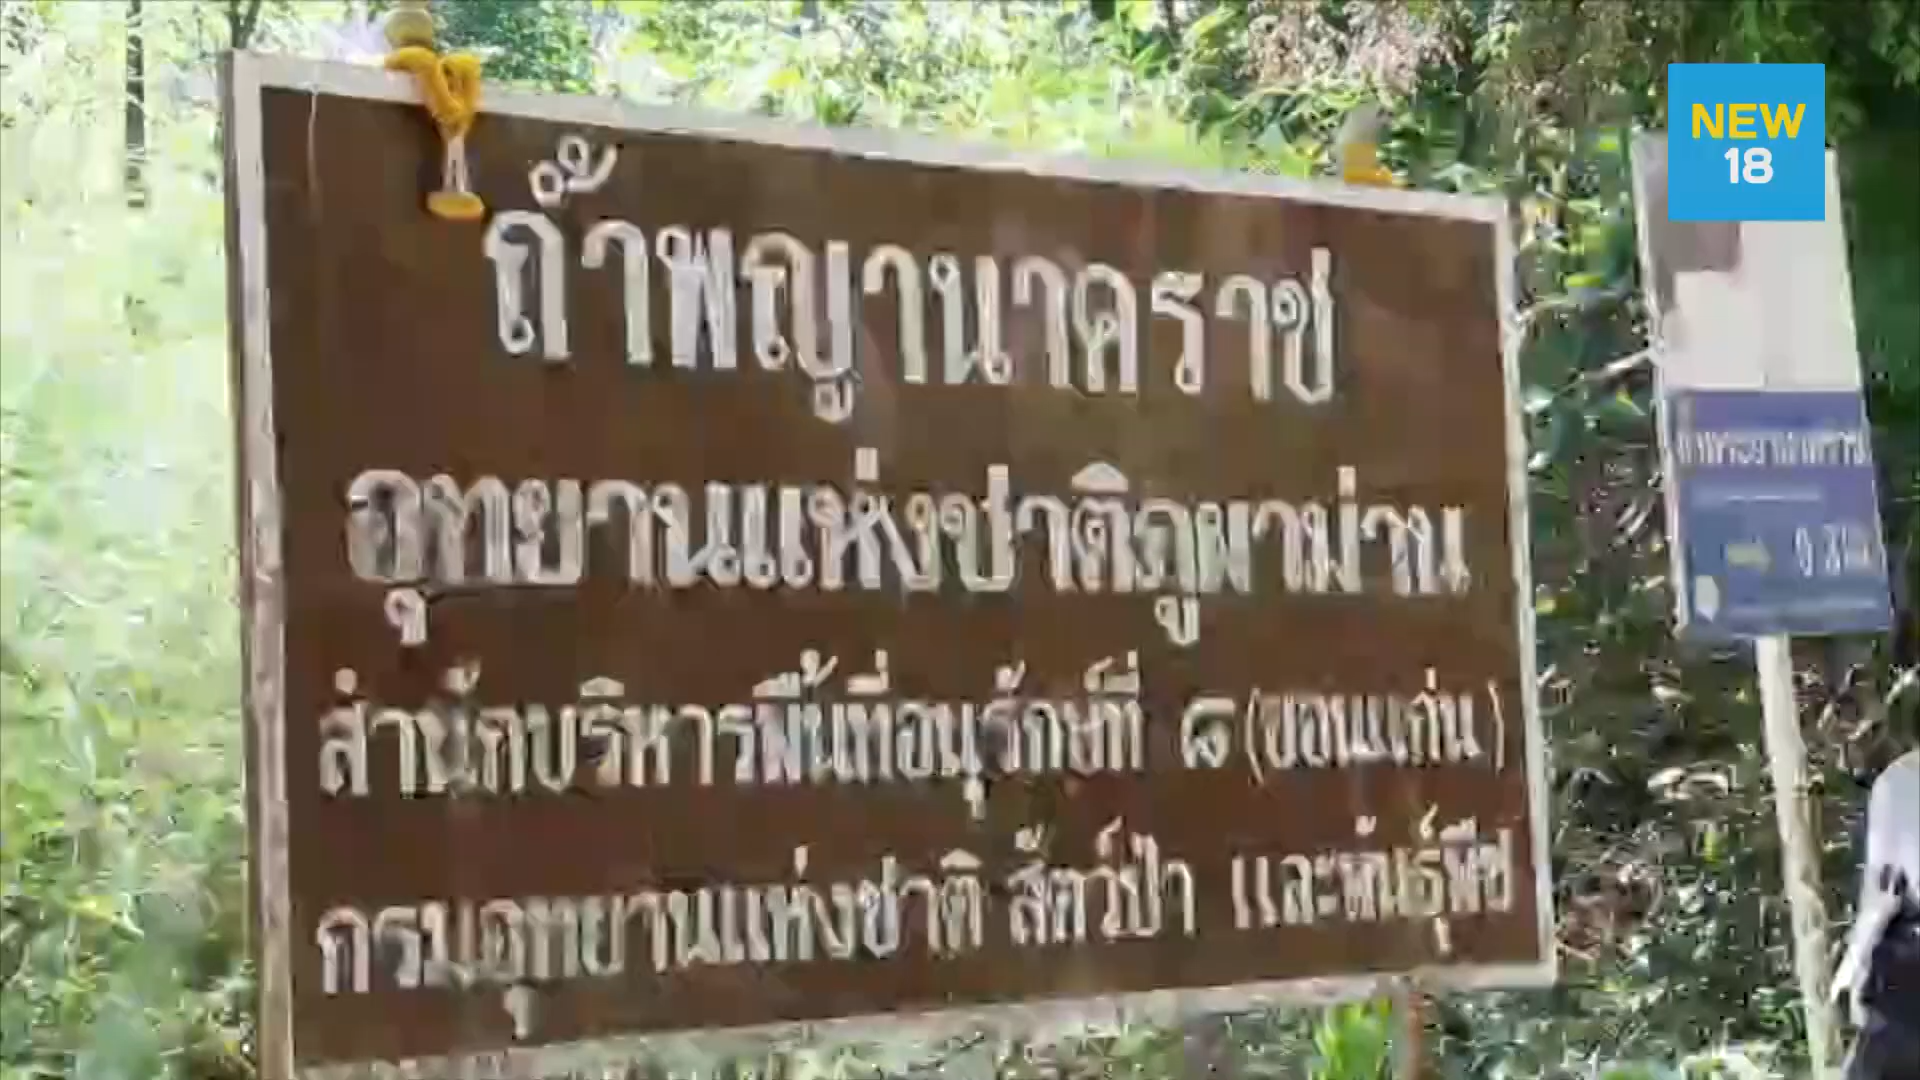 ถ้ำพญานาคราช
อุทยานแห่งชาติภูผาม่าน
สำนักบริหารพื้นที่อนุรักษ์ที่ ๘ (ขอนแก่น)
กรมอุทยานแห่งชาติ สัตว์ป่า และพันธุ์พืช
NEW
18